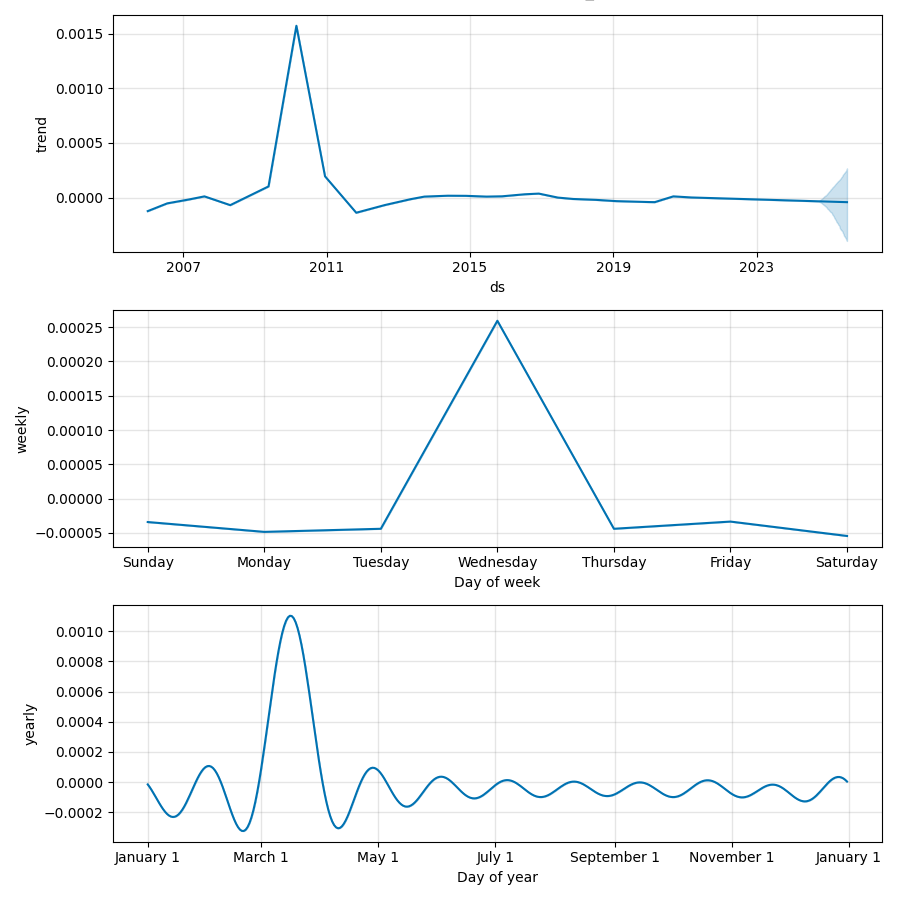 0.0015
0.0010
0.0005
0.0000
trend
2007 2011 2015 2019 2023
ds
0.00025
0.00020
0.00015
0.00010
0.00005
0.00000
−0.00005
weekly
Sunday Monday Tuesday Wednesday Thursday Friday Saturday
Day of week
0.0010
0.0008
0.0006
0.0004
0.0002
0.0000
−0.0002
yearly
January 1 March 1 May 1 July 1 September 1 November 1 January 1
Day of year